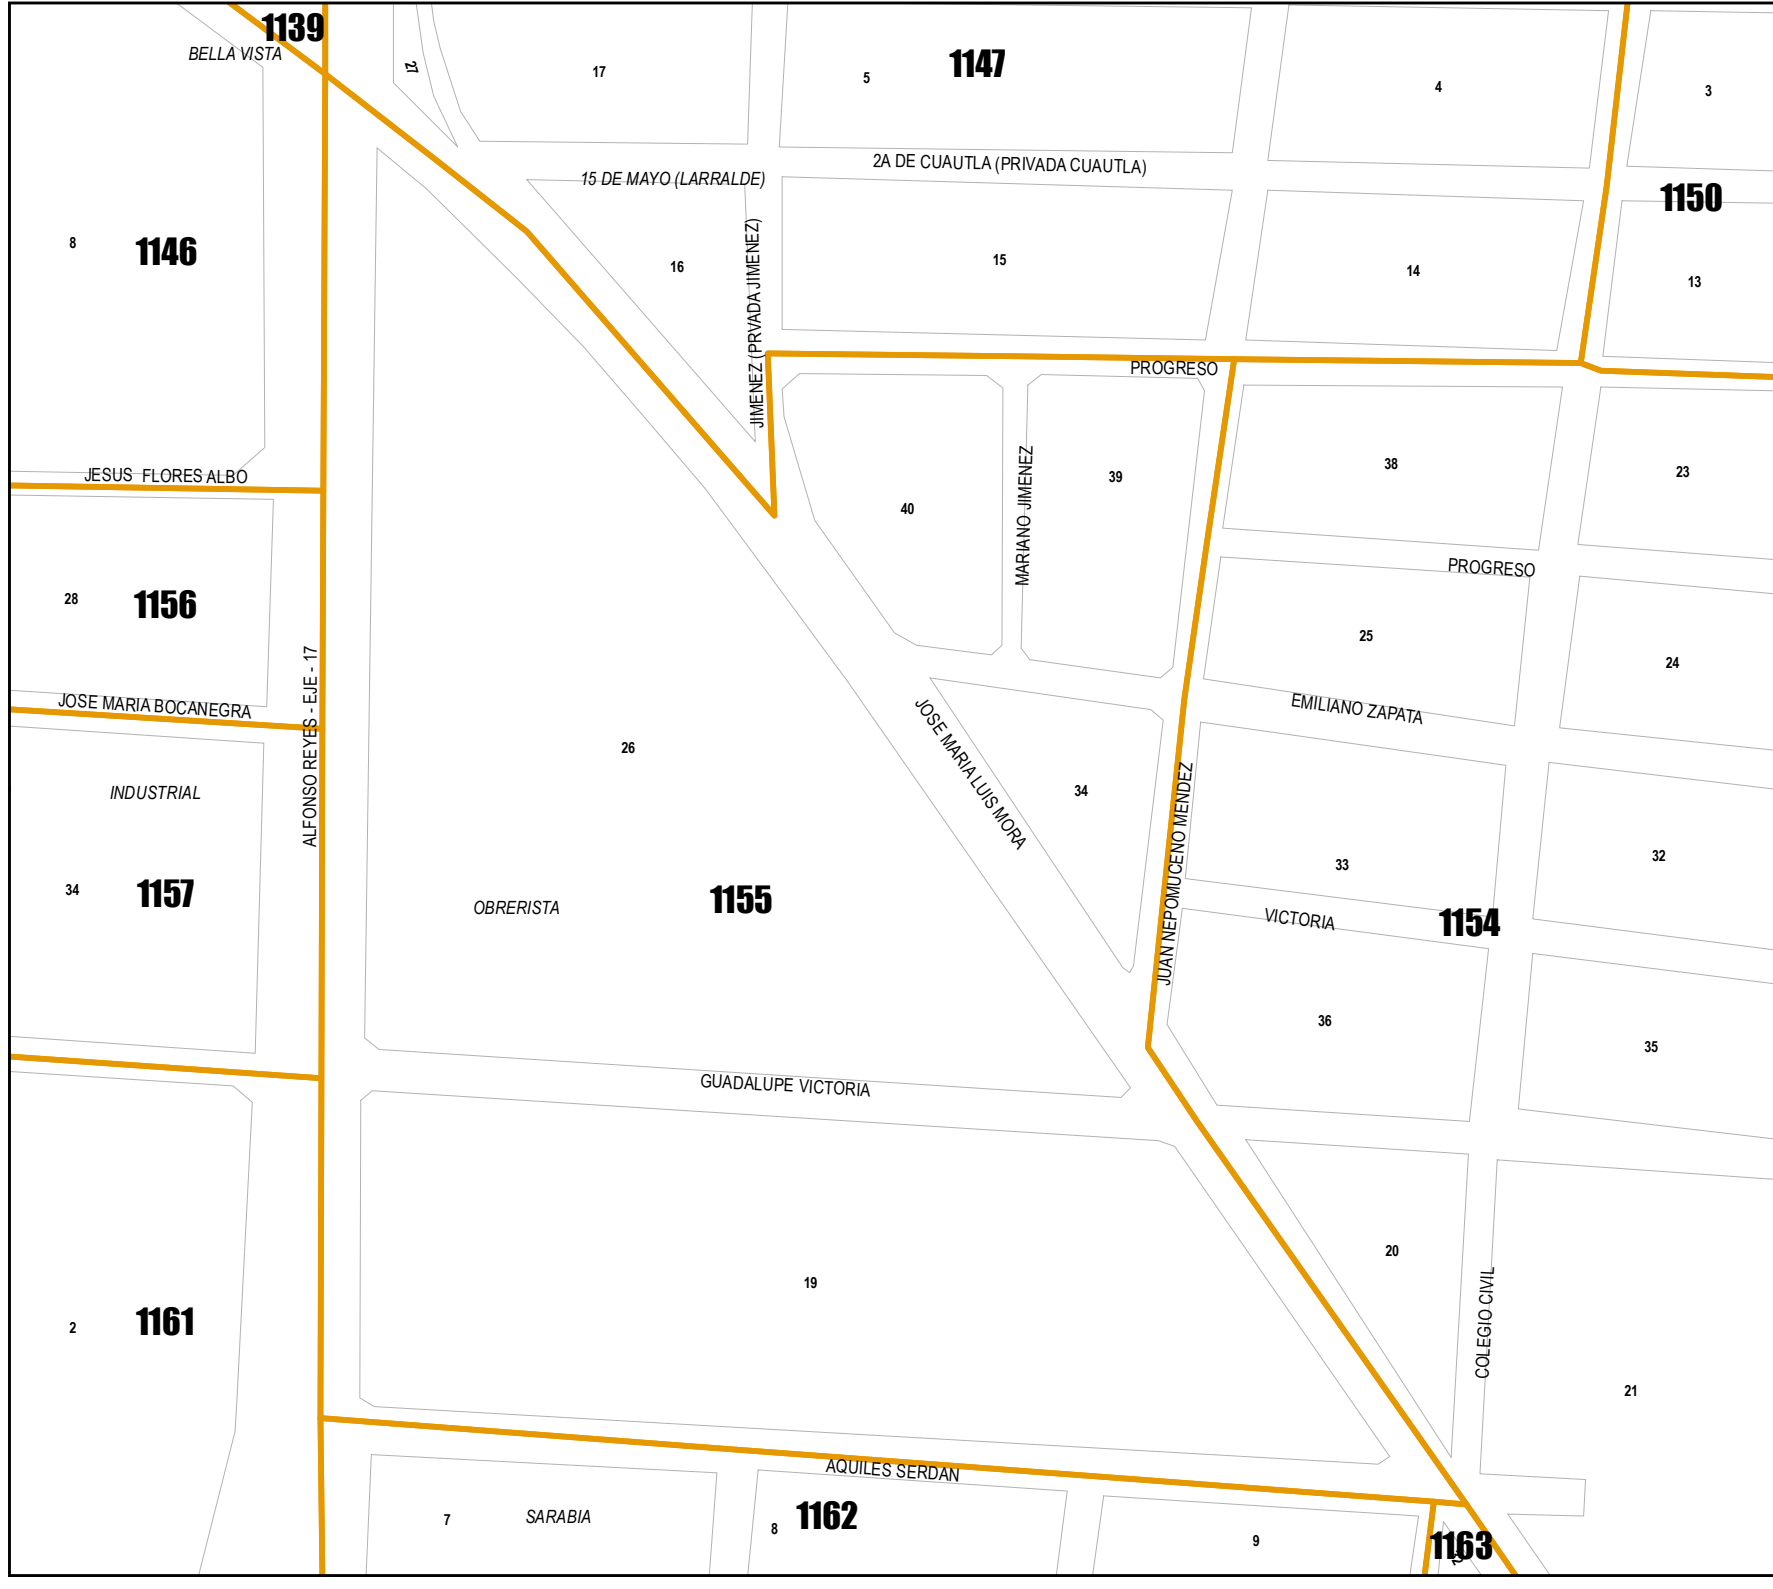 1139
BELLA VISTA
27
17
5
1147
4
3
2A DE CUAUTLA (PRIVADA CUAUTLA)
15 DE MAYO (LARRALDE)
1150
8
1146
16
JIMENEZ (PRVADA JIMENEZ)
15
14
13
PROGRESO
JESUS FLORES ALBO
40
MARIANO JIMENEZ
39
38
23
PROGRESO
28
1156
25
24
ALFONSO REYES - EJE - 17
JOSE MARIA BOCANEGRA
EMILIANO ZAPATA
26
JOSE MARIA LUIS MORA
34
JUAN NEPOMUCENO MENDEZ
INDUSTRIAL
33
32
34
1157
OBRERISTA
1155
VICTORIA
1154
36
35
GUADALUPE VICTORIA
19
20
COLEGIO CIVIL
2
1161
21
AQUILES SERDAN
7
SARABIA
8
1162
9
1163